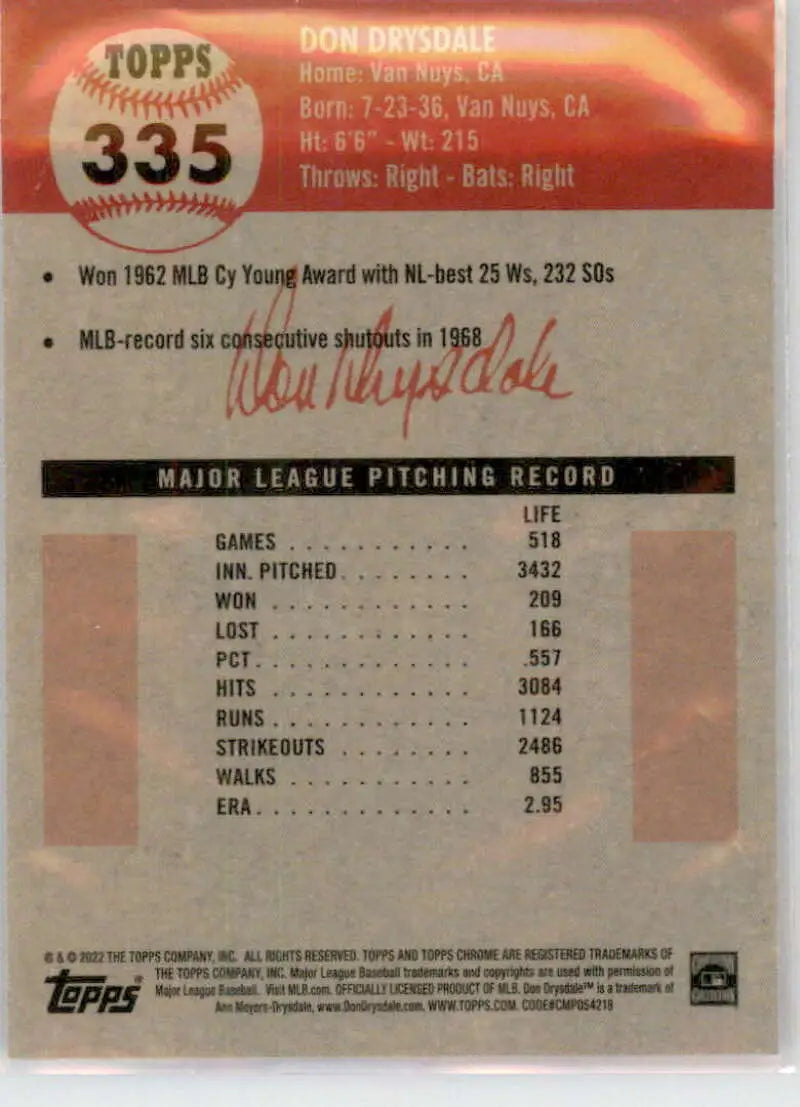 TOPPS
335
DON DRYSDALE
Home: Van Nuys, CA
Born: 7-23-36, Van Nuys, CA
Ht: 6'6" - Wt: 215
Throws: Right - Bats: Right
• Won 1962 MLB Cy Young Award with NL-best 25 Ws, 232 SOs
• MLB-record six consecutive shutouts in 1968
Don Drysdale
MAJOR LEAGUE PITCHING RECORD
LIFE
GAMES . . . . . . . . . . . 518
INN. PITCHED . . . . . . . . 3432
WON . . . . . . . . . . . . 209
LOST . . . . . . . . . . . . 166
PCT. . . . . . . . . . . . . .557
HITS . . . . . . . . . . . . 3084
RUNS . . . . . . . . . . . . 1124
STRIKEOUTS . . . . . . . . 2486
WALKS . . . . . . . . . . . 855
ERA . . . . . . . . . . . . . 2.95
® & © 2022 THE TOPPS COMPANY, INC. ALL RIGHTS RESERVED. TOPPS AND TOPPS CHROME ARE REGISTERED TRADEMARKS OF
THE TOPPS COMPANY, INC. Major League Baseball trademarks and copyrights are used with permission of
Major League Baseball. Visit MLB.com. OFFICIALLY LICENSED PRODUCT OF MLB. Don Drysdale™ is a trademark of
Ann Meyers-Drysdale, www.DonDrysdale.com. WWW.TOPPS.COM. CODE#CMP054218
Topps®